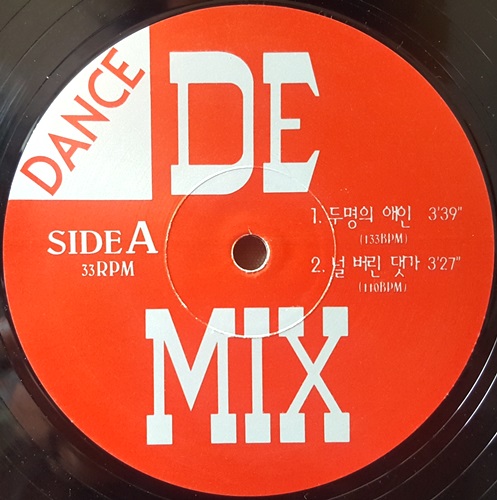 DANCE
DE
SIDE A
33RPM
1. 두명의 애인 3'39"
(133BPM)
2. 널 버린 댓가 3'27"
(110BPM)
MIX